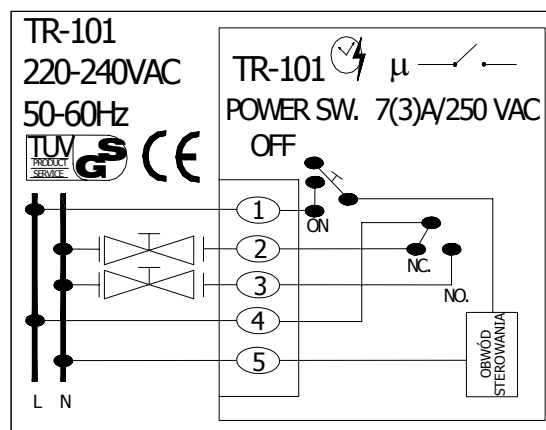 TR-101
220-240VAC
50-60Hz
TUV
PRODUCT
SERVICE
GS
CE
TR-101 μ
POWER SW. 7(3)A/250 VAC
OFF
ON
1
2
3
4
5
NC.
NO.
OBWÓD
STEROWANIA
L N